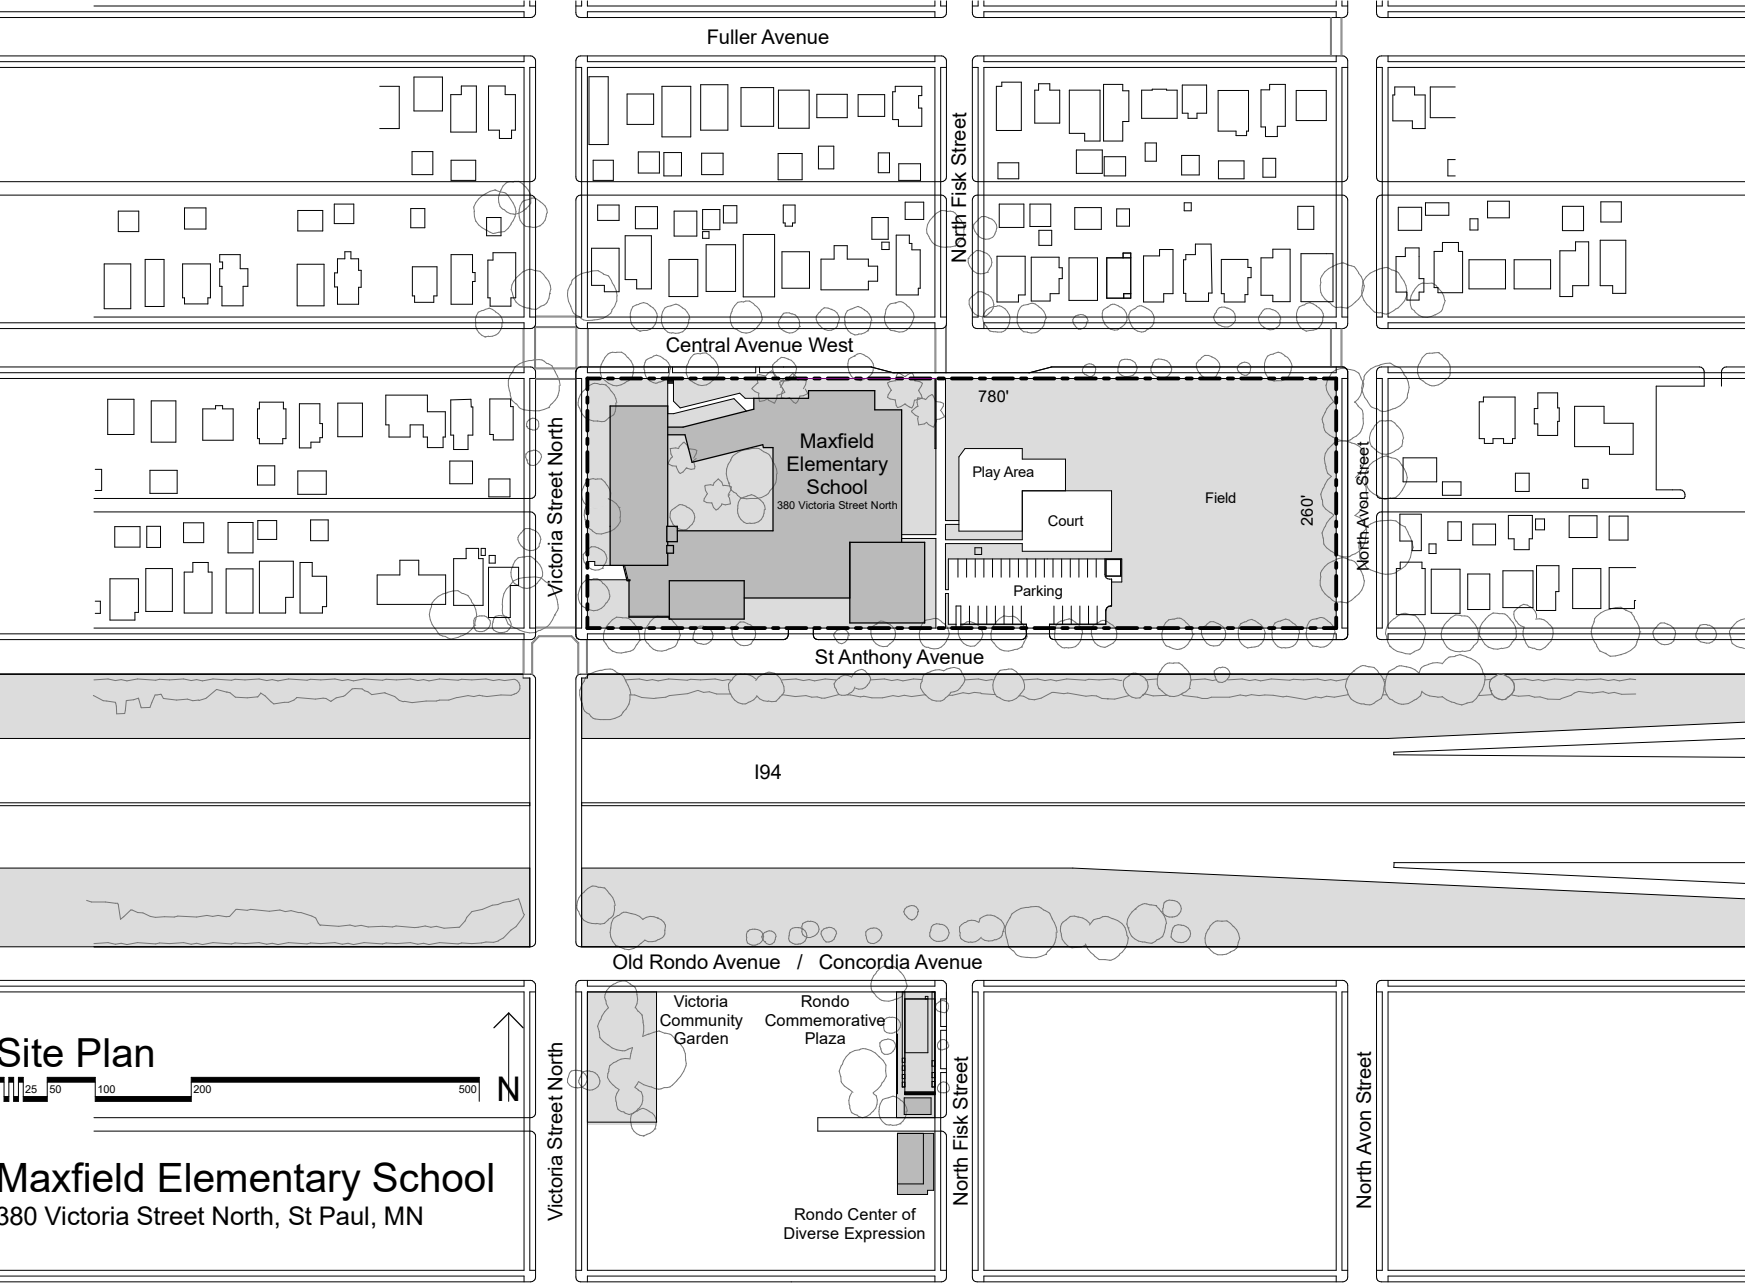 Fuller Avenue
North Fisk Street
Central Avenue West
780'
Maxfield
Elementary
School
380 Victoria Street North
Play Area
Court
Field
260'
Parking
Victoria Street North
North Avon Street
St Anthony Avenue
I94
Old Rondo Avenue / Concordia Avenue
Victoria
Community
Garden
Rondo
Commemorative
Plaza
Site Plan
25 50 100 200 500
N
Victoria Street North
North Fisk Street
North Avon Street
Maxfield Elementary School
380 Victoria Street North, St Paul, MN
Rondo Center of
Diverse Expression